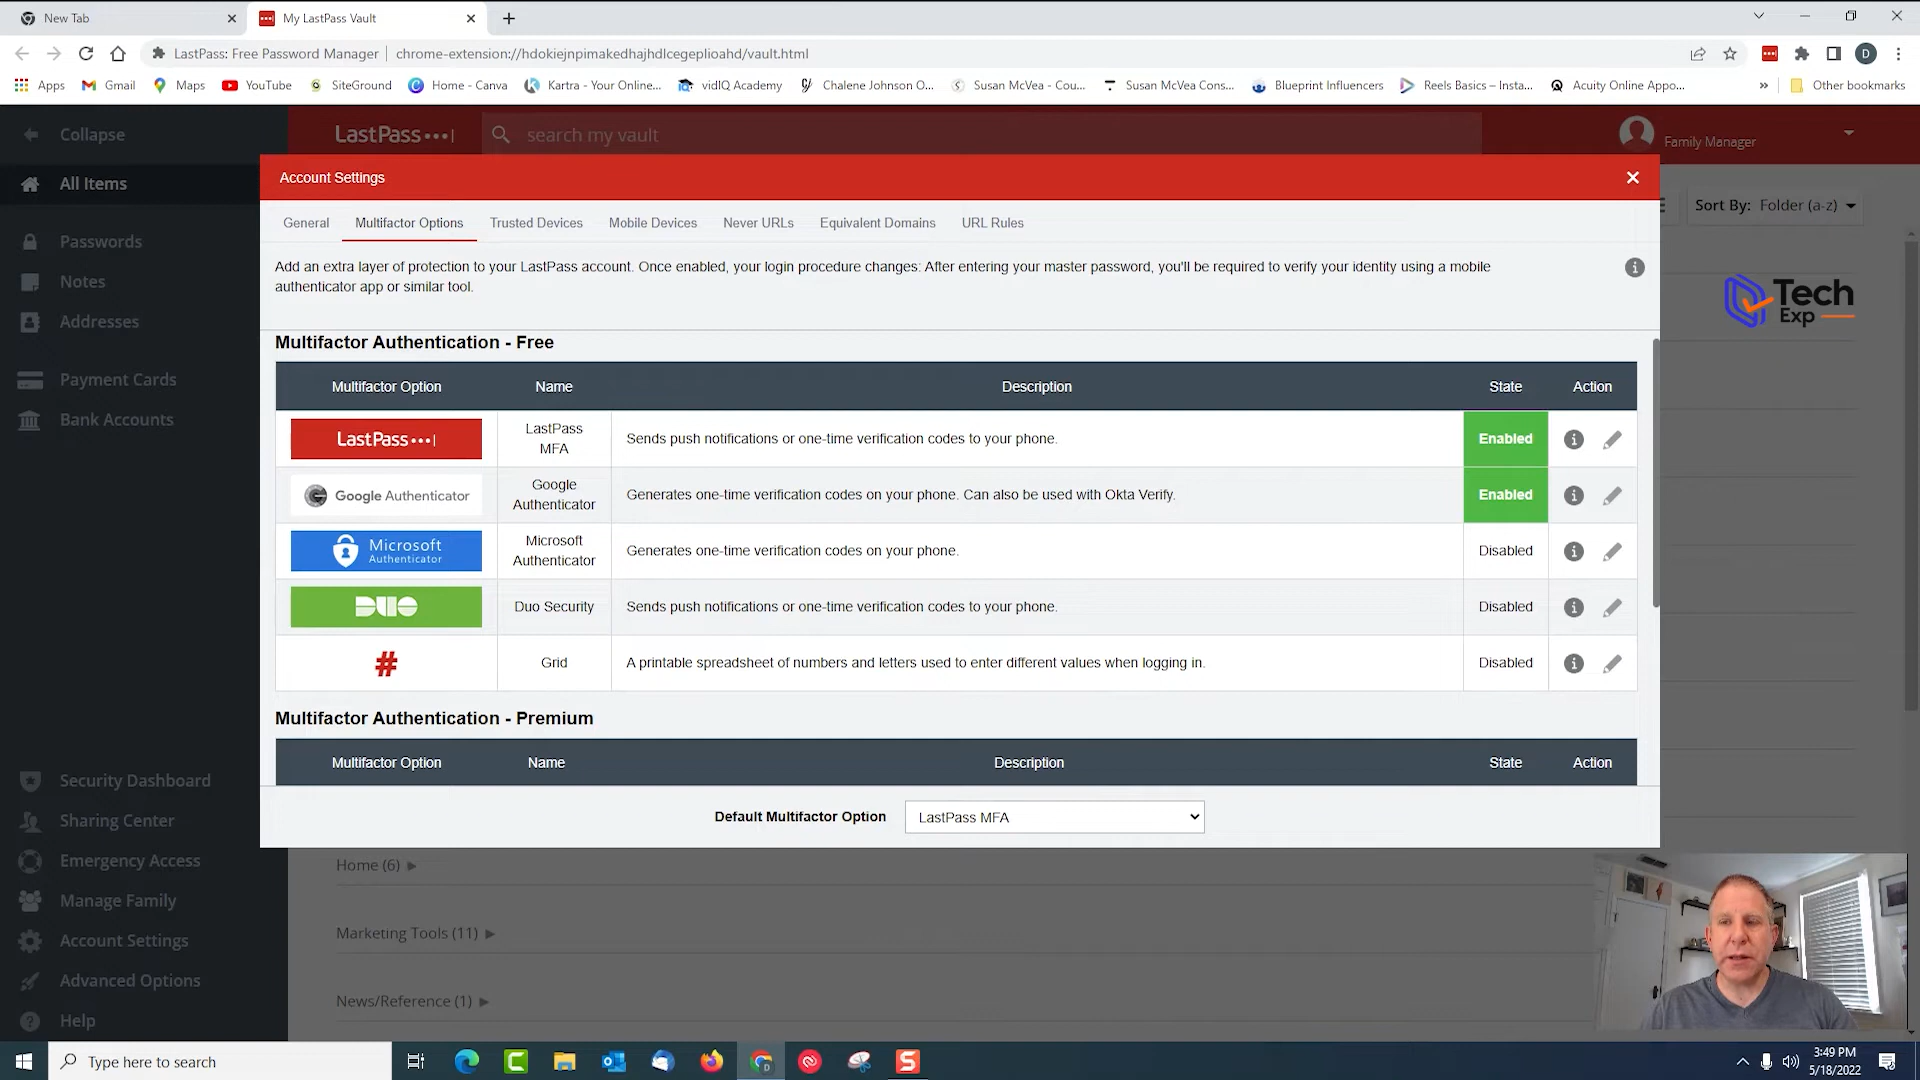 New Tab
My LastPass Vault
LastPass: Free Password Manager
chrome-extension://hdokiejnpimakedhajhdlcegeplioahd/vault.html
D
Apps
Gmail
Maps
YouTube
SiteGround
Home - Canva
Kartra - Your Online...
vidIQ Academy
Chalene Johnson O...
Susan McVea - Cou...
Susan McVea Cons...
Blueprint Influencers
Reels Basics – Insta...
Acuity Online Appo...
Other bookmarks
Collapse
LastPass
search my vault
Family Manager
All Items
Account Settings
Sort By: Folder (a-z)
General
Multifactor Options
Trusted Devices
Mobile Devices
Never URLs
Equivalent Domains
URL Rules
Passwords
Notes
Addresses
Payment Cards
Bank Accounts
Add an extra layer of protection to your LastPass account. Once enabled, your login procedure changes: After entering your master password, you'll be required to verify your identity using a mobile
authenticator app or similar tool.
Tech
Exp
Multifactor Authentication - Free
Multifactor Option Name Description State Action
LastPass
LastPass
MFA
Sends push notifications or one-time verification codes to your phone.
Enabled
Google Authenticator
Google
Authenticator
Generates one-time verification codes on your phone. Can also be used with Okta Verify.
Enabled
Microsoft
Authenticator
Microsoft
Authenticator
Generates one-time verification codes on your phone.
Disabled
DUO
Duo Security
Sends push notifications or one-time verification codes to your phone.
Disabled
#
Grid
A printable spreadsheet of numbers and letters used to enter different values when logging in.
Disabled
Multifactor Authentication - Premium
Multifactor Option Name Description State Action
Default Multifactor Option
LastPass MFA
Security Dashboard
Sharing Center
Emergency Access
Manage Family
Account Settings
Advanced Options
Help
Home (6)
Marketing Tools (11)
News/Reference (1)
Type here to search
3:49 PM
5/18/2022